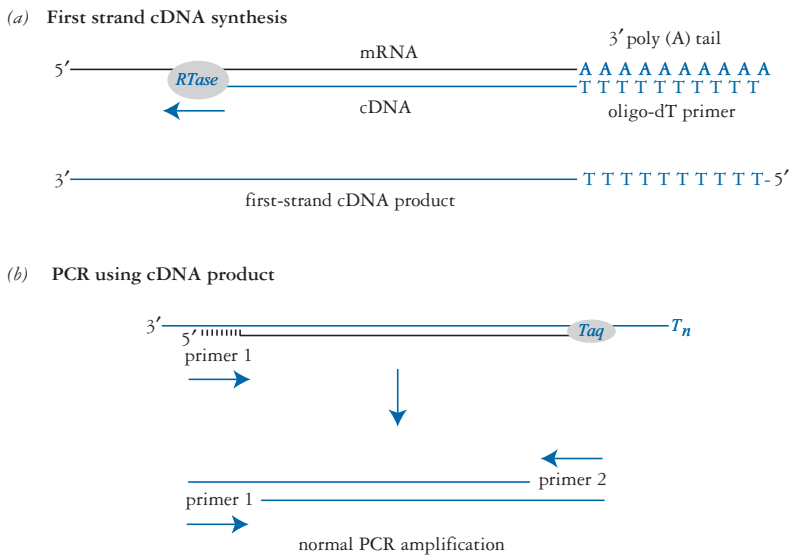 (a) First strand cDNA synthesis
3′ poly (A) tail
mRNA
5′
A A A A A A A A A A
RTase
T T T T T T T T T T
cDNA
oligo-dT primer
3′
T T T T T T T T T T- 5′
first-strand cDNA product
(b) PCR using cDNA product
3′
Taq
Tn
5′
primer 1
primer 2
primer 1
normal PCR amplification